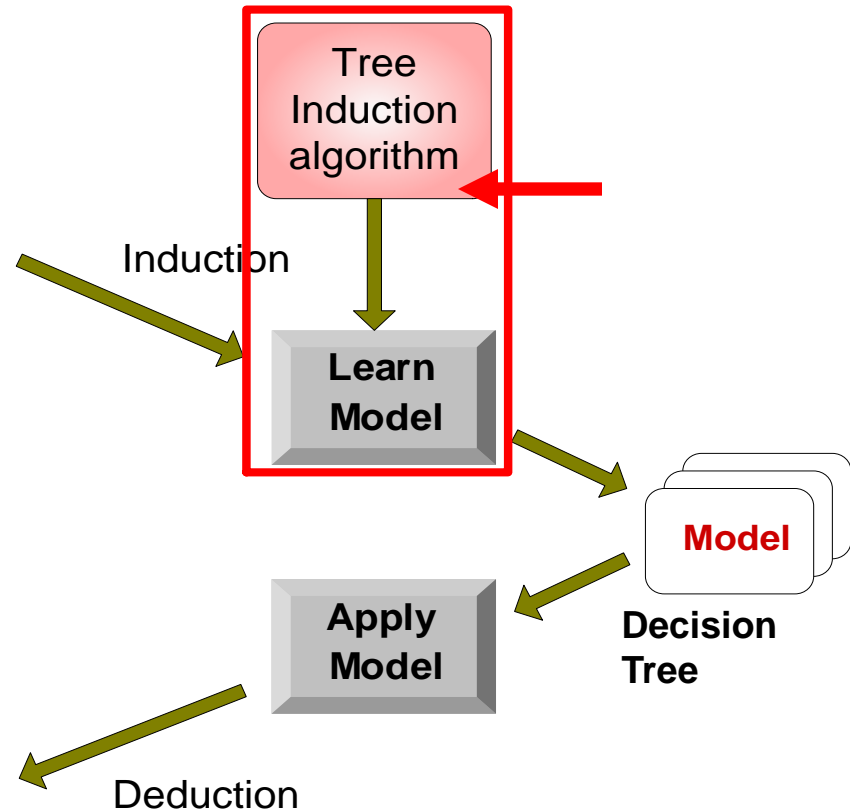 Tree
Induction
algorithm
Induction
Learn
Model
Model
Decision
Tree
Apply
Model
Deduction